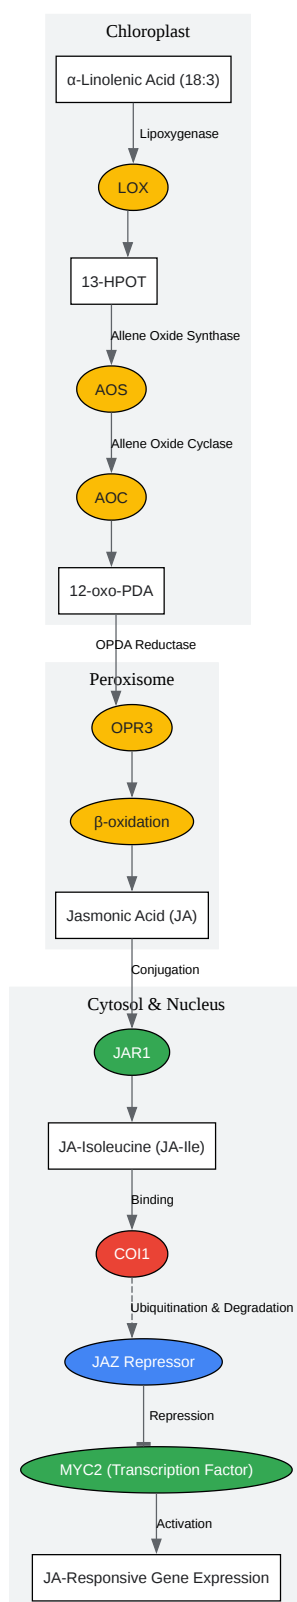 Chloroplast
α-Linolenic Acid (18:3)
Lipoxygenase
LOX
13-HPOT
Allene Oxide Synthase
AOS
Allene Oxide Cyclase
AOC
12-oxo-PDA
OPDA Reductase
Peroxisome
OPR3
β-oxidation
Jasmonic Acid (JA)
Conjugation
Cytosol & Nucleus
JAR1
JA-Isoleucine (JA-Ile)
Binding
COI1
Ubiquitination & Degradation
JAZ Repressor
Repression
MYC2 (Transcription Factor)
Activation
JA-Responsive Gene Expression